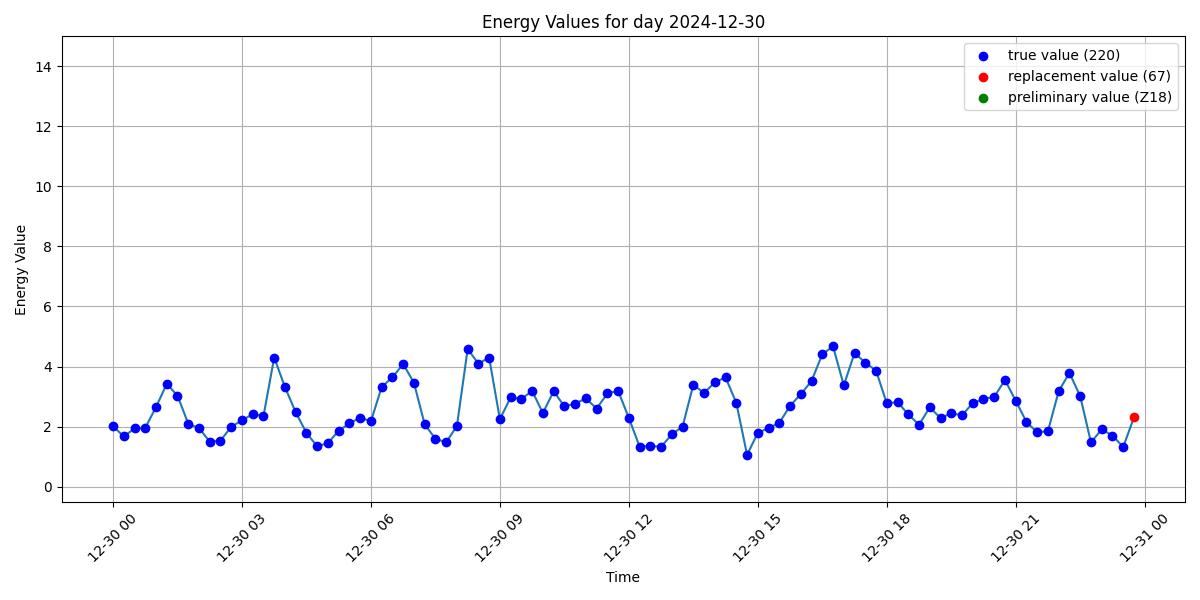 Energy Values for day 2024-12-30
true value (220)
replacement value (67)
preliminary value (Z18)
Energy Value
14
12
10
8
6
4
2
0
12-30 00
12-30 03
12-30 06
12-30 09
12-30 12
12-30 15
12-30 18
12-30 21
12-31 00
Time